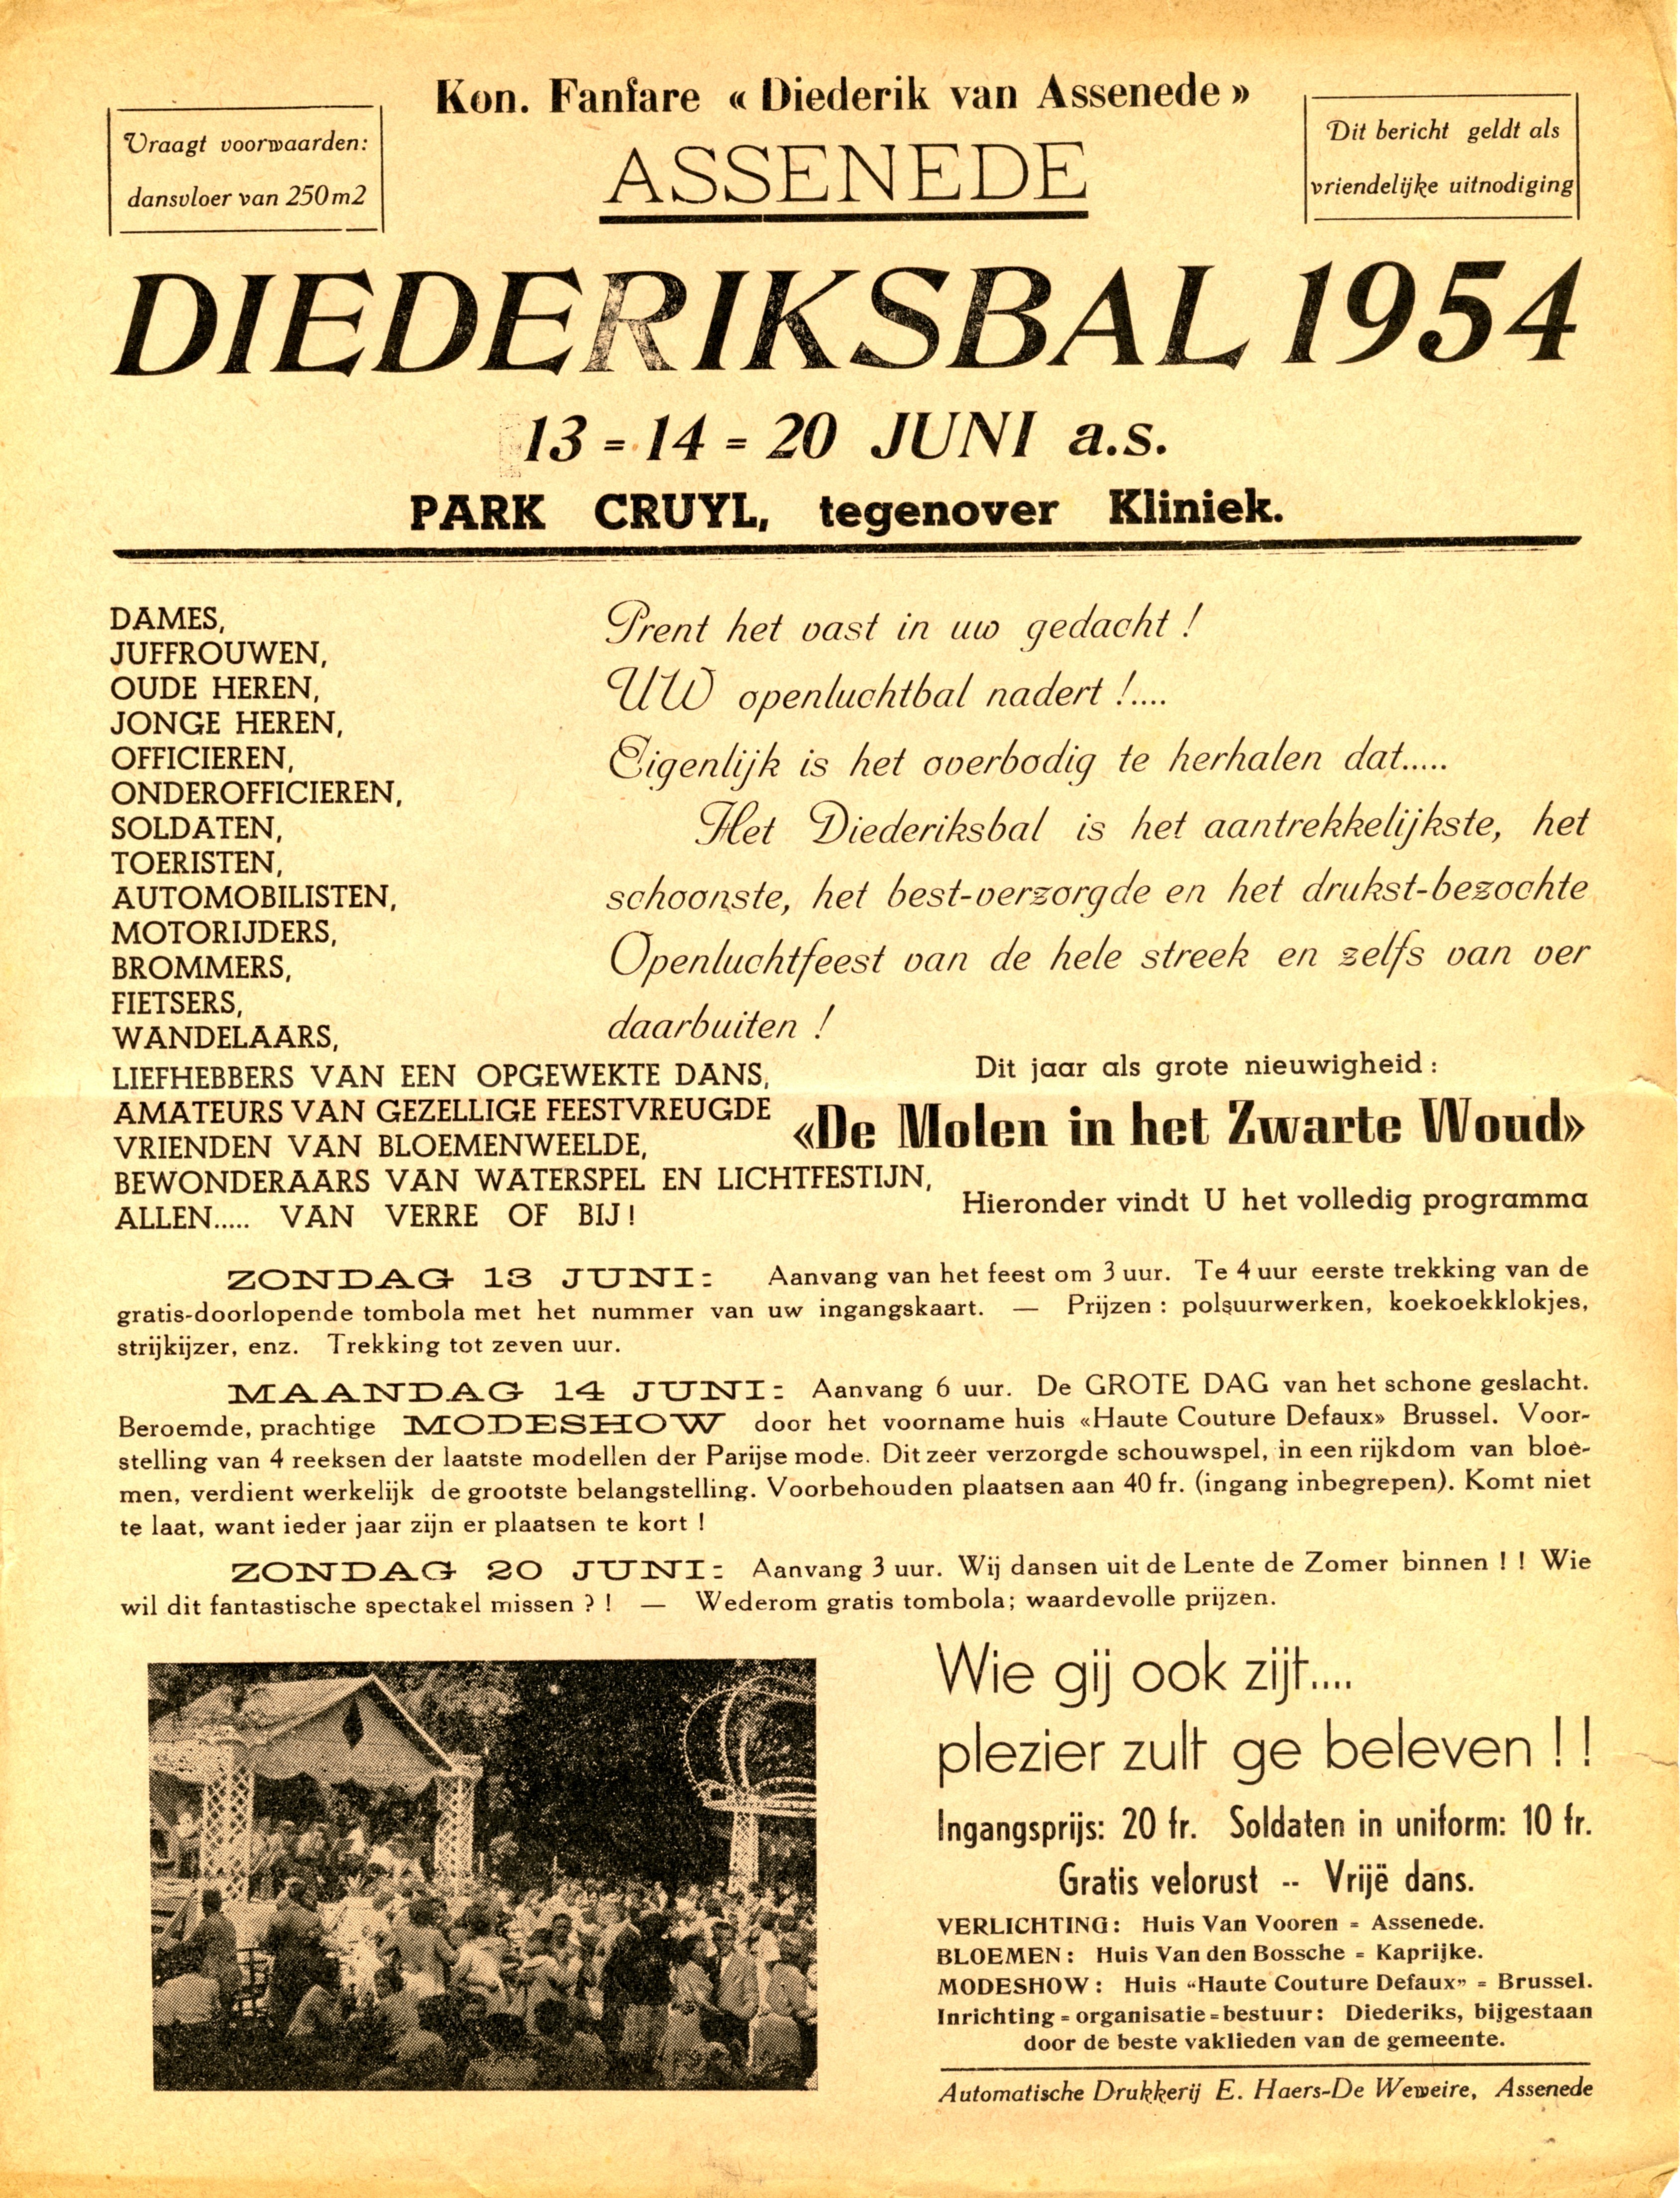 Kon. Fanfare « Diederik van Assenede »
Vraagt voorwaarden:
dansvloer van 250m2
ASSENEDE
Dit bericht geldt als
vriendelijke uitnodiging
DIEDERIKSBAL 1954
13 = 14 = 20 JUNI a.s.
PARK CRUYL, tegenover Kliniek.
DAMES,
JUFFROUWEN,
OUDE HEREN,
JONGE HEREN,
OFFICIEREN,
ONDEROFFICIEREN,
SOLDATEN,
TOERISTEN,
AUTOMOBILISTEN,
MOTORIJDERS,
BROMMERS,
FIETSERS,
WANDELAARS,
LIEFHEBBERS VAN EEN OPGEWEKTE DANS,
AMATEURS VAN GEZELLIGE FEESTVREUGDE
VRIENDEN VAN BLOEMENWEELDE,
BEWONDERAARS VAN WATERSPEL EN LICHTFESTIJN,
ALLEN..... VAN VERRE OF BIJ!
Prent het vast in uw gedacht !
UW openluchtbal nadert !....
Eigenlijk is het overbodig te herhalen dat.....
Het Diederiksbal is het aantrekkelijkste, het
schoonste, het best-verzorgde en het drukst-bezochte
Openluchtfeest van de hele streek en zelfs van ver
daarbuiten !
Dit jaar als grote nieuwigheid :
«De Molen in het Zwarte Woud»
Hieronder vindt U het volledig programma
ZONDAG 13 JUNI: Aanvang van het feest om 3 uur. Te 4 uur eerste trekking van de
gratis-doorlopende tombola met het nummer van uw ingangskaart. — Prijzen : polsuurwerken, koekoekklokjes,
strijkijzer, enz. Trekking tot zeven uur.
MAANDAG 14 JUNI: Aanvang 6 uur. De GROTE DAG van het schone geslacht.
Beroemde, prachtige MODESHOW door het voorname huis «Haute Couture Defaux» Brussel. Voor-
stelling van 4 reeksen der laatste modellen der Parijse mode. Dit zeer verzorgde schouwspel, in een rijkdom van bloe-
men, verdient werkelijk de grootste belangstelling. Voorbehouden plaatsen aan 40 fr. (ingang inbegrepen). Komt niet
te laat, want ieder jaar zijn er plaatsen te kort !
ZONDAG 20 JUNI: Aanvang 3 uur. Wij dansen uit de Lente de Zomer binnen ! ! Wie
wil dit fantastische spectakel missen ? ! — Wederom gratis tombola; waardevolle prijzen.
Wie gij ook zijt....
plezier zult ge beleven ! !
Ingangsprijs: 20 fr. Soldaten in uniform: 10 fr.
Gratis velorust -- Vrijë dans.
VERLICHTING: Huis Van Vooren = Assenede.
BLOEMEN: Huis Van den Bossche = Kaprijke.
MODESHOW: Huis “Haute Couture Defaux” = Brussel.
Inrichting = organisatie = bestuur: Diederiks, bijgestaan
door de beste vaklieden van de gemeente.
Automatische Drukkerij E. Haers-De Weweire, Assenede